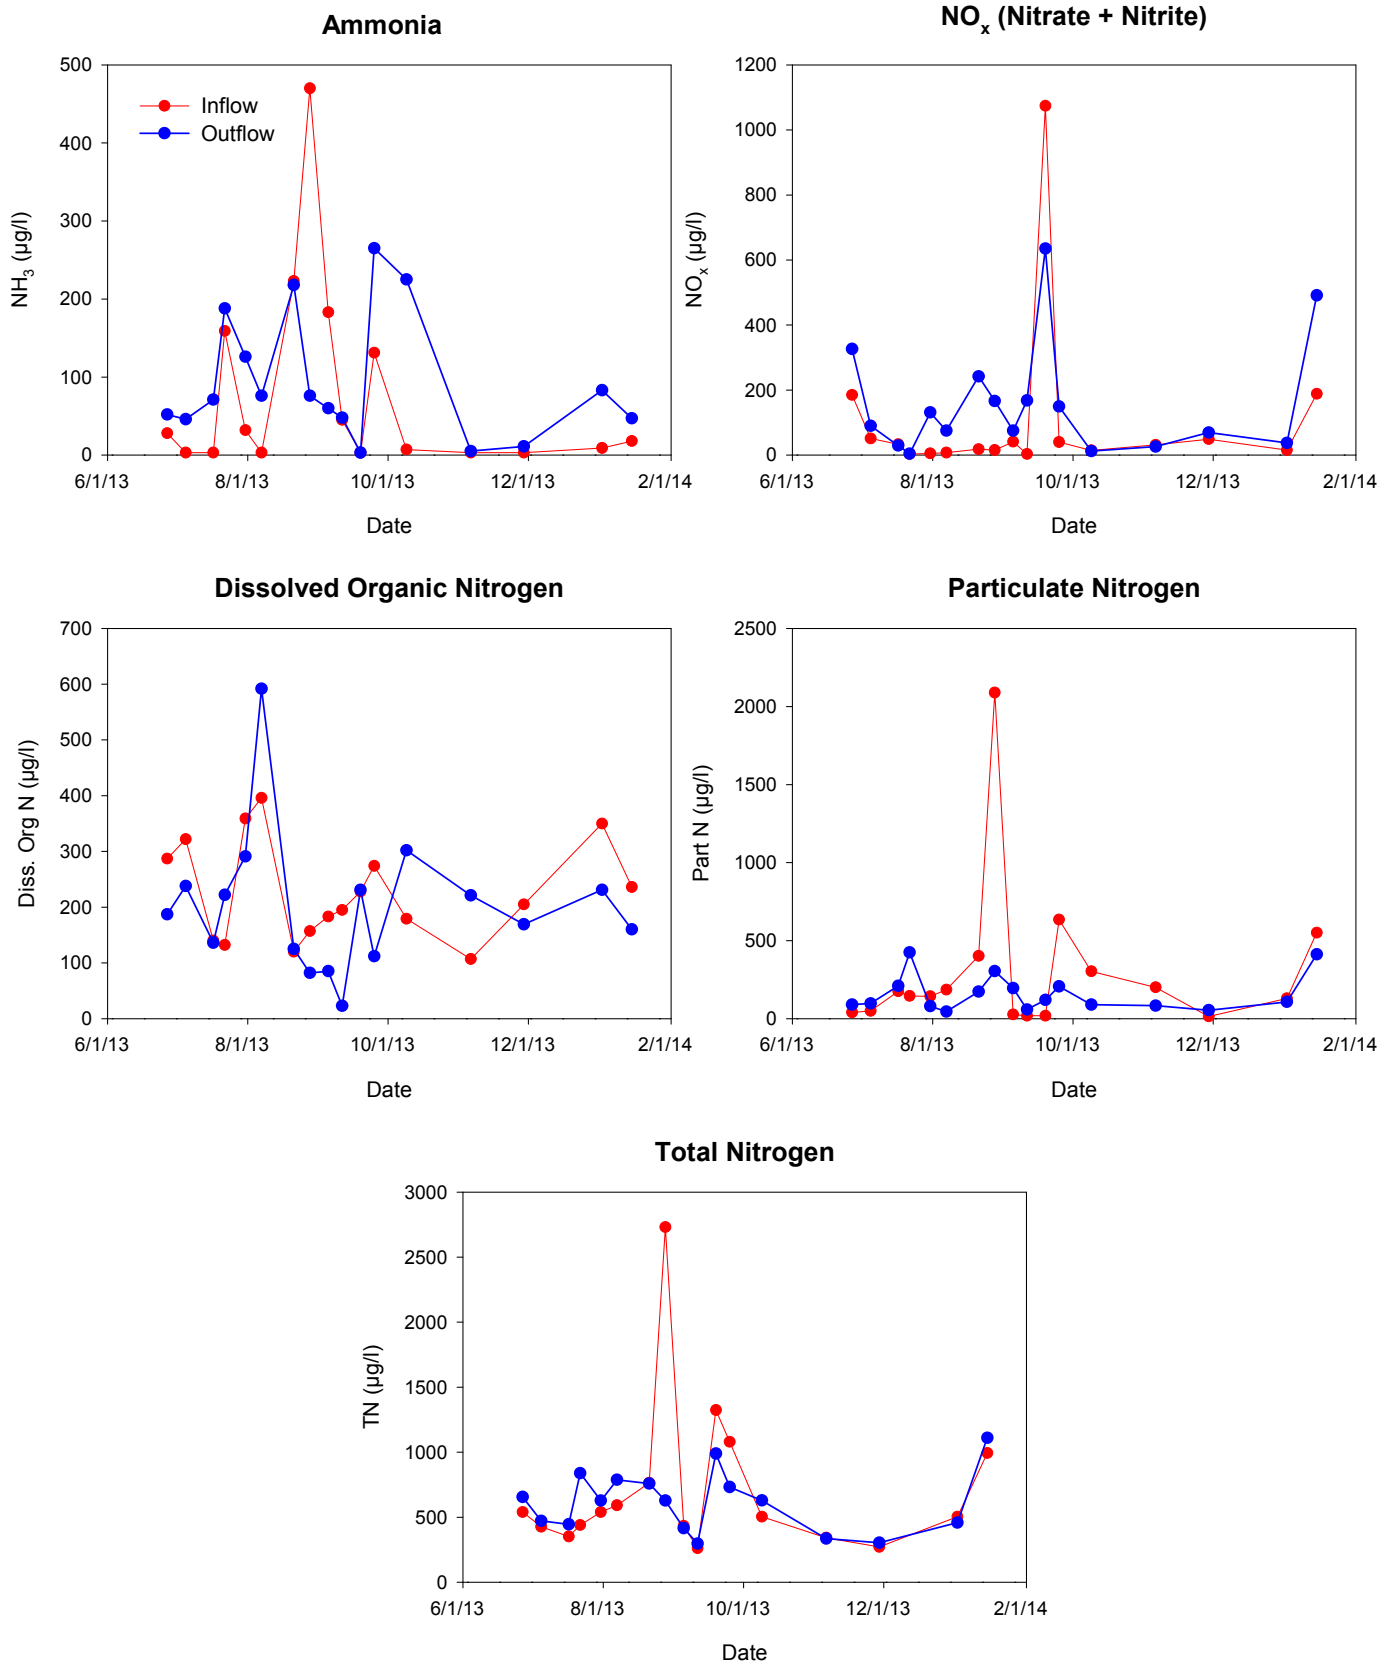 Ammonia
500
400
300
200
100
0
NH3 (µg/l)
Inflow
Outflow
6/1/13 8/1/13 10/1/13 12/1/13 2/1/14
Date
NOx (Nitrate + Nitrite)
1200
1000
800
600
400
200
0
NOx (µg/l)
6/1/13 8/1/13 10/1/13 12/1/13 2/1/14
Date
Dissolved Organic Nitrogen
700
600
500
400
300
200
100
0
Diss. Org N (µg/l)
6/1/13 8/1/13 10/1/13 12/1/13 2/1/14
Date
Particulate Nitrogen
2500
2000
1500
1000
500
0
Part N (µg/l)
6/1/13 8/1/13 10/1/13 12/1/13 2/1/14
Date
Total Nitrogen
3000
2500
2000
1500
1000
500
0
TN (µg/l)
6/1/13 8/1/13 10/1/13 12/1/13 2/1/14
Date